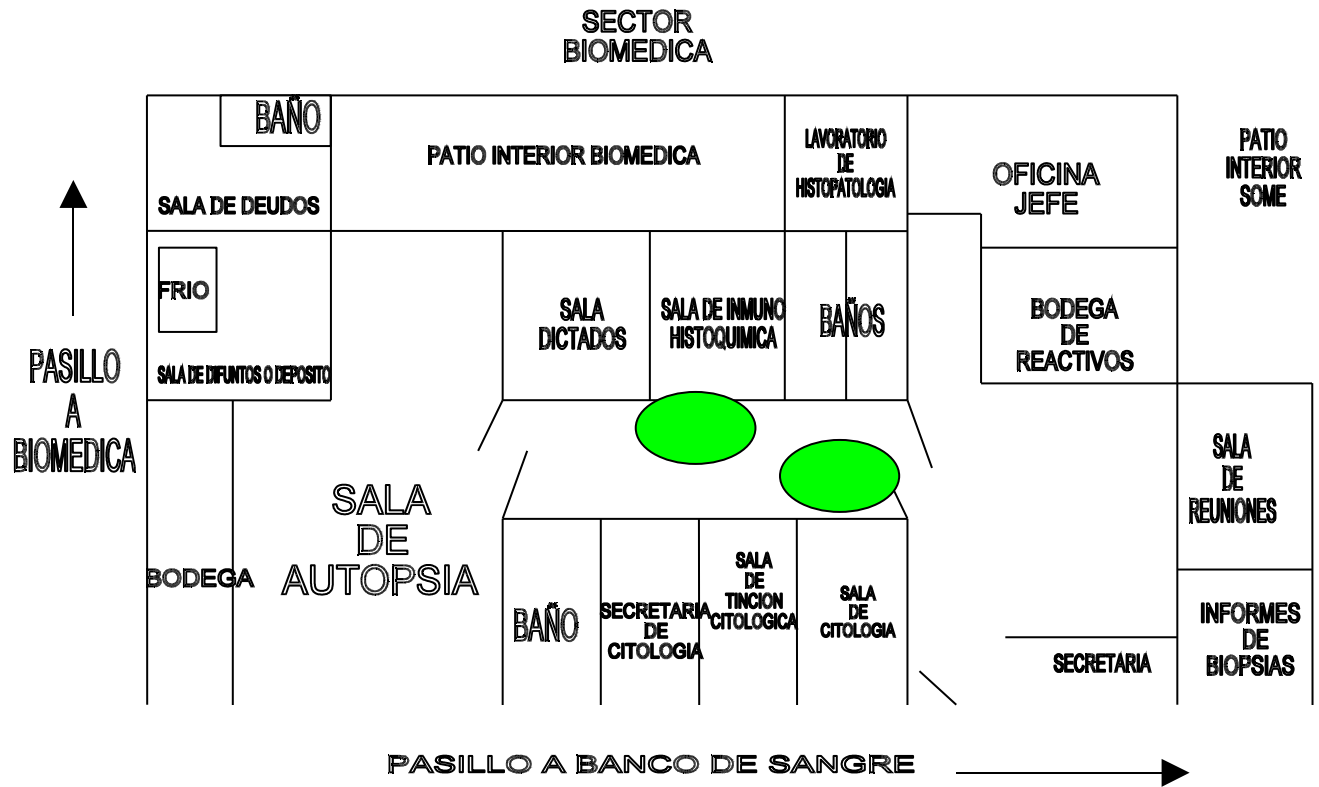 SECTOR
BIOMEDICA
BAÑO
PATIO INTERIOR BIOMEDICA
SALA DE DEUDOS
LAVORATORIO
DE
HISTOPATOLOGIA
OFICINA
JEFE
PATIO
INTERIOR
SOME
FRIO
SALA DE DIFUNTOS O DEPOSITO
SALA
DICTADOS
SALA DE INMUNO
HISTOQUIMICA
BAÑOS
BODEGA
DE
REACTIVOS
PASILLO
A
BIOMEDICA
SALA
DE
REUNIONES
SALA
DE
AUTOPSIA
BODEGA
BAÑO
SECRETARIA
DE
CITOLOGIA
SALA
DE
TINCION
CITOLOGICA
SALA
DE
CITOLOGIA
SECRETARIA
INFORMES
DE
BIOPSIAS
PASILLO A BANCO DE SANGRE